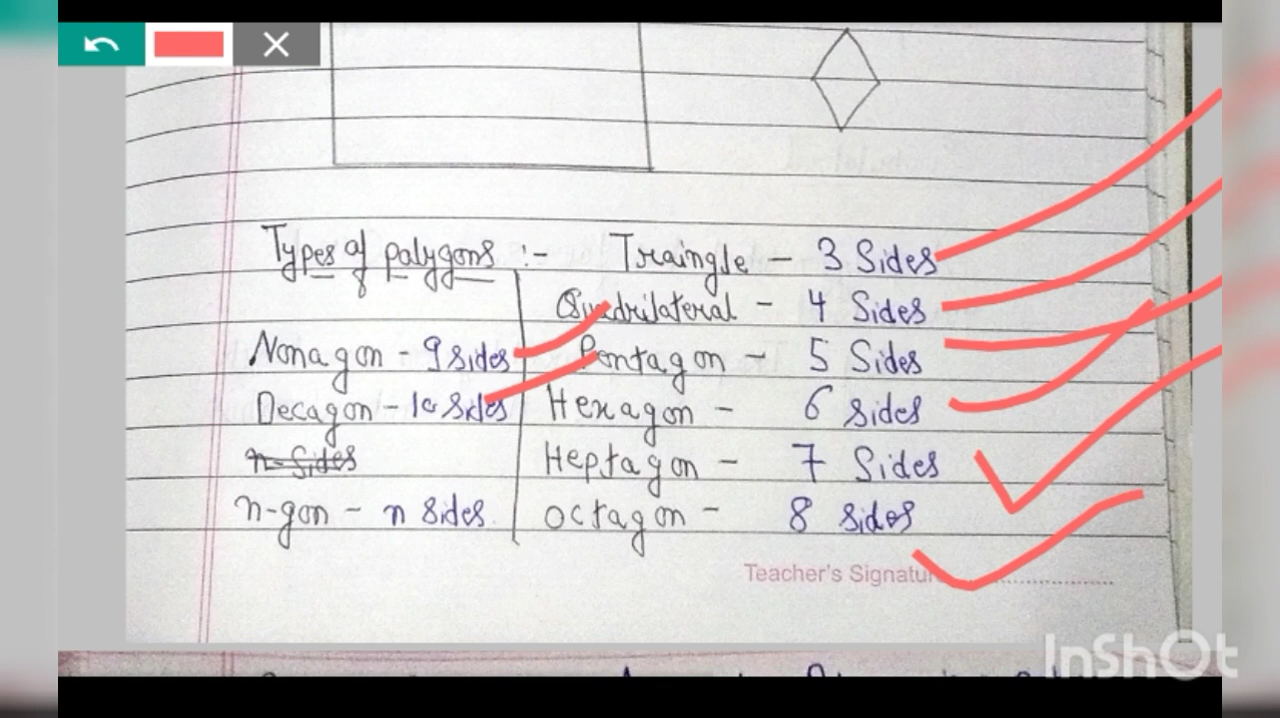 Types of polygons :- Traingle - 3 Sides
Quadrilateral - 4 Sides
Nonagon - 9 sides Pentagon - 5 Sides
Decagon - 10 Sides Hexagon - 6 sides
n-Sides Heptagon - 7 Sides
n-gon - n Sides. octagon - 8 sides
Teacher's Signature
InShOt